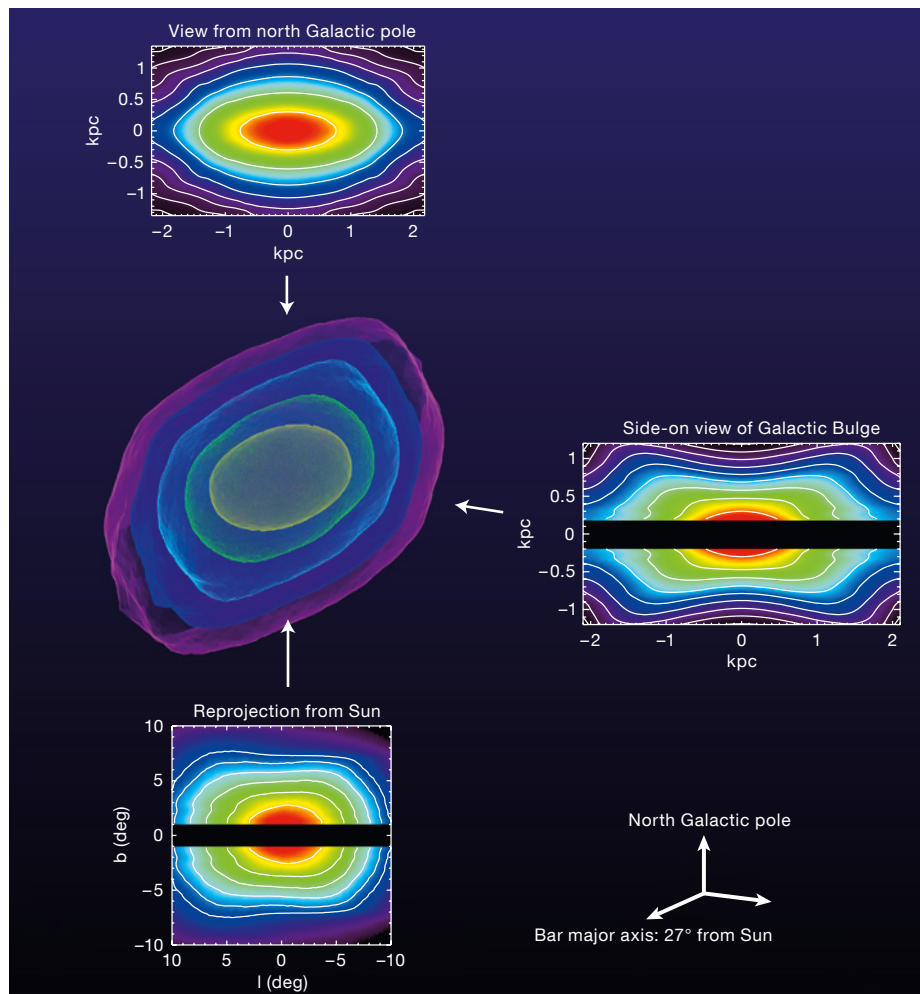 View from north Galactic pole
kpc
1
0.5
0
−0.5
−1
−2 −1 0 1 2
kpc
Side-on view of Galactic Bulge
kpc
1
0.5
0
−0.5
−1
−2 −1 0 1 2
kpc
Reprojection from Sun
b (deg)
10
5
0
−5
−10
10 5 0 −5 −10
l (deg)
North Galactic pole
Bar major axis: 27° from Sun